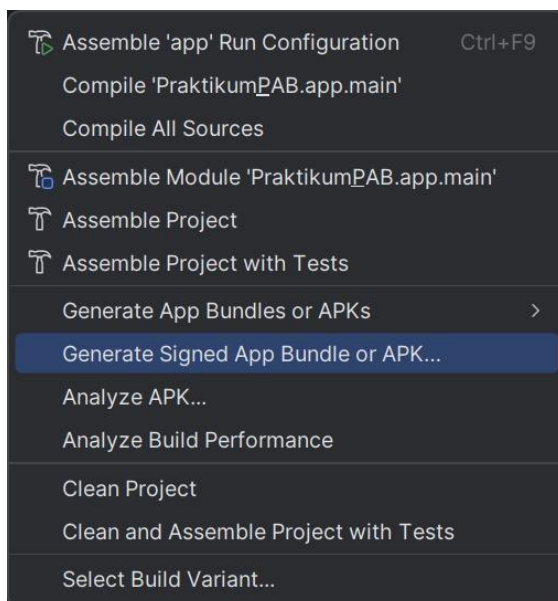 Assemble 'app' Run Configuration Ctrl+F9
Compile 'PraktikumPAB.app.main'
Compile All Sources
Assemble Module 'PraktikumPAB.app.main'
Assemble Project
Assemble Project with Tests
Generate App Bundles or APKs
Generate Signed App Bundle or APK...
Analyze APK...
Analyze Build Performance
Clean Project
Clean and Assemble Project with Tests
Select Build Variant...